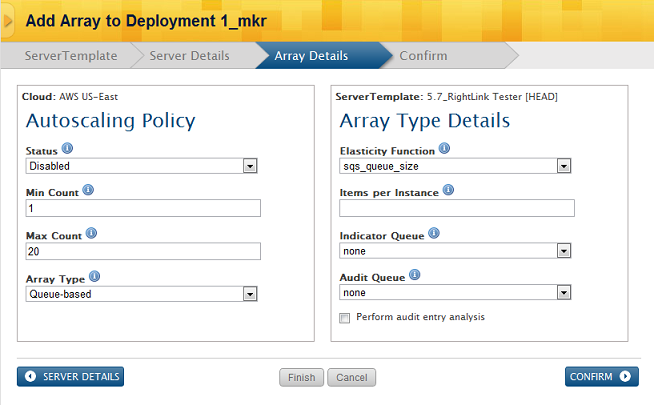 Add Array to Deployment 1_mkr
ServerTemplate
Server Details
Array Details
Confirm
Cloud: AWS US-East
Autoscaling Policy
Status
Disabled
Min Count
1
Max Count
20
Array Type
Queue-based
ServerTemplate: 5.7_RightLink Tester [HEAD]
Array Type Details
Elasticity Function
sqs_queue_size
Items per Instance
Indicator Queue
none
Audit Queue
none
Perform audit entry analysis
SERVER DETAILS
Finish
Cancel
CONFIRM